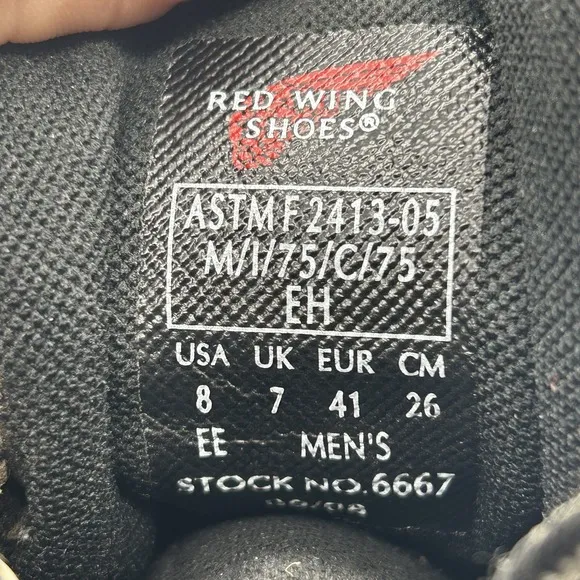 RED WING
SHOES®
ASTM F 2413-05
M/I/75/C/75
EH
USA UK EUR CM
8 7 41 26
EE MEN'S
STOCK NO.6667